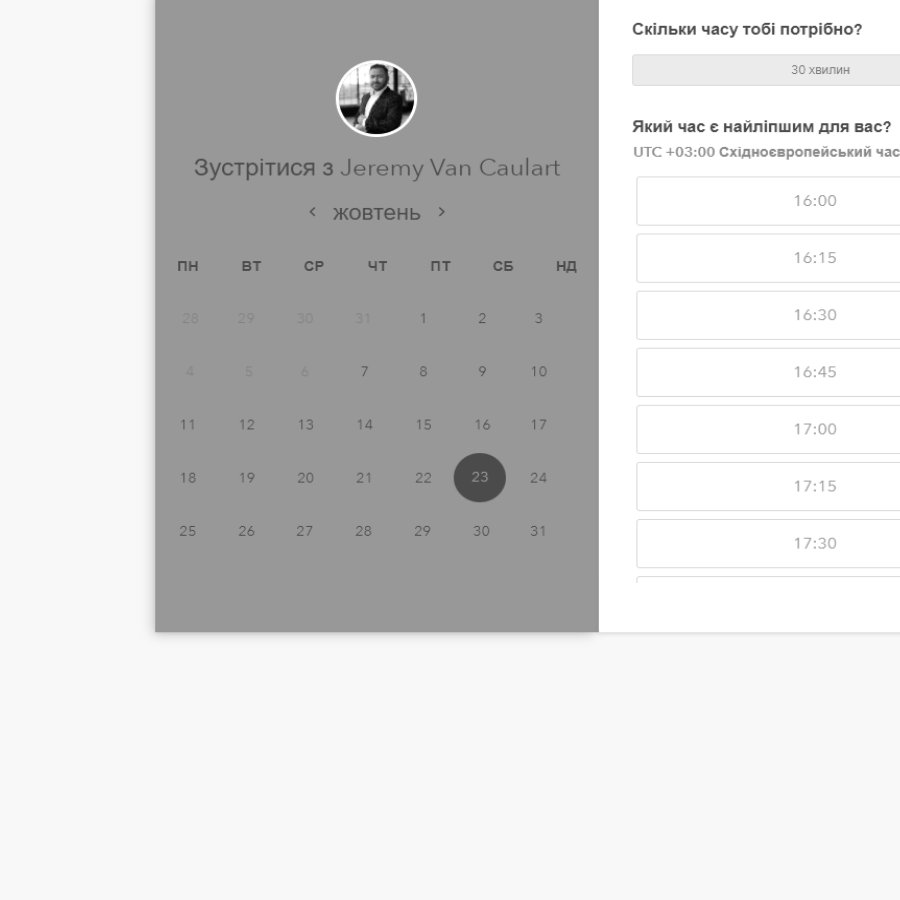 Зустрітися з Jeremy Van Caulart
< жовтень >
ПН ВТ СР ЧТ ПТ СБ НД
28 29 30 31 1 2 3
4 5 6 7 8 9 10
11 12 13 14 15 16 17
18 19 20 21 22 23 24
25 26 27 28 29 30 31
Скільки часу тобі потрібно?
30 хвилин
Який час є найліпшим для вас?
UTC +03:00 Східноєвропейський час
16:00
16:15
16:30
16:45
17:00
17:15
17:30